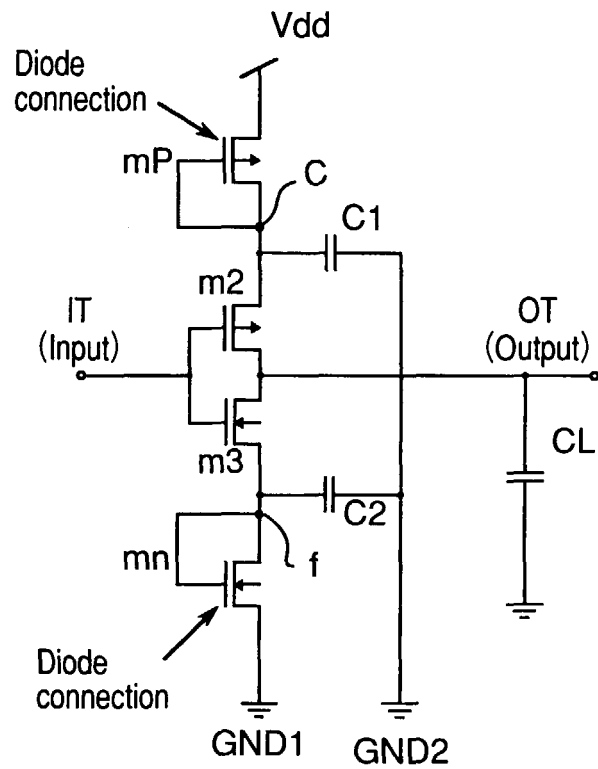 Vdd
Diode
connection
mP
C
C1
m2
IT
(Input)
OT
(Output)
m3
CL
C2
mn
f
Diode
connection
GND1
GND2